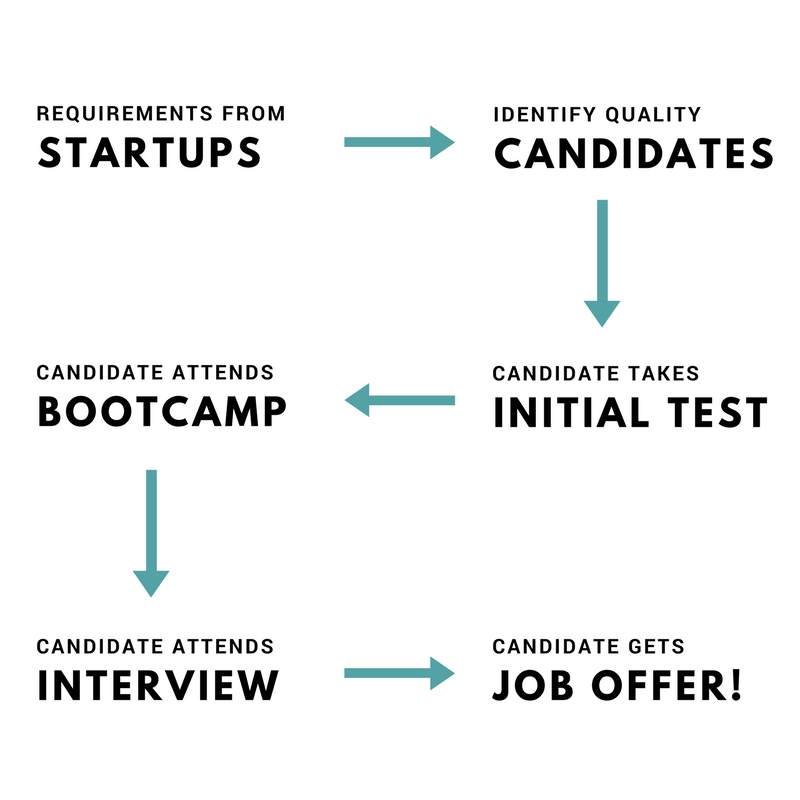 REQUIREMENTS FROM
STARTUPS
IDENTIFY QUALITY
CANDIDATES
CANDIDATE TAKES
INITIAL TEST
CANDIDATE ATTENDS
BOOTCAMP
CANDIDATE ATTENDS
INTERVIEW
CANDIDATE GETS
JOB OFFER!